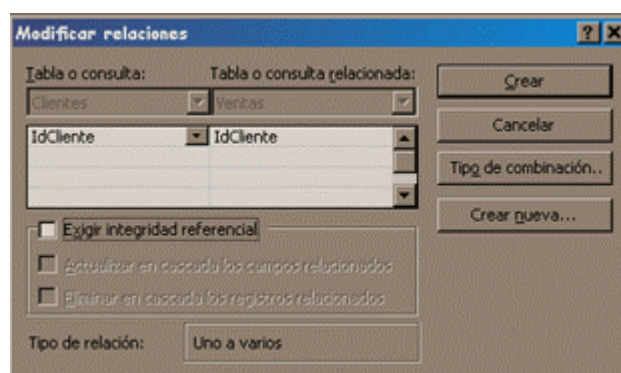 Modificar relaciones
Tabla o consulta: Tabla o consulta relacionada:
Clientes Ventas
IdCliente IdCliente
Exigir integridad referencial
Actualizar en cascada los campos relacionados
Eliminar en cascada los registros relacionados
Tipo de relación: Uno a varios
Crear
Cancelar
Tipo de combinación..
Crear nueva...